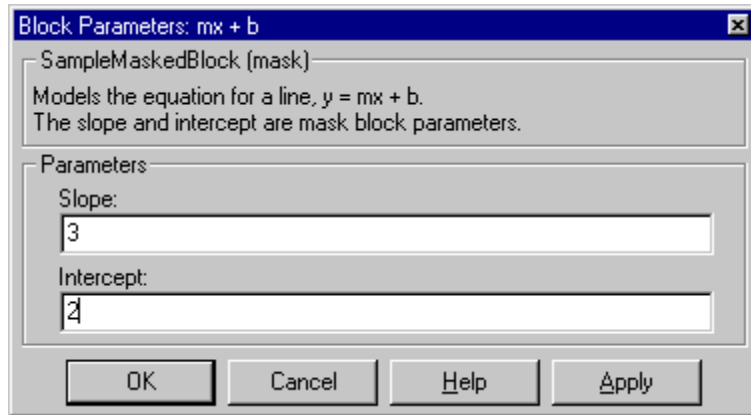 Block Parameters: mx + b
SampleMaskedBlock (mask)
Models the equation for a line, y = mx + b.
The slope and intercept are mask block parameters.
Parameters
Slope:
3
Intercept:
2
OK Cancel Help Apply